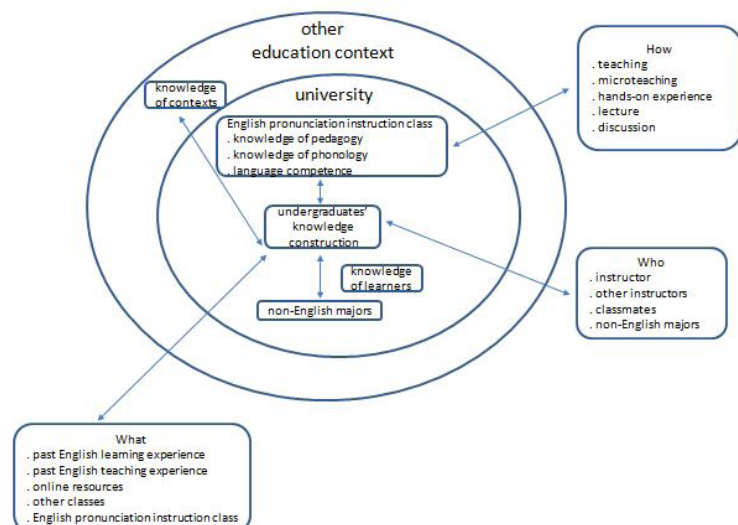 other
education context
knowledge
of contexts
university
English pronunciation instruction class
. knowledge of pedagogy
. knowledge of phonology
. language competence
undergraduates'
knowledge
construction
knowledge
of learners
non-English majors
How
. teaching
. microteaching
. hands-on experience
. lecture
. discussion
Who
. instructor
. other instructors
. classmates
. non-English majors
What
. past English learning experience
. past English teaching experience
. online resources
. other classes
. English pronunciation instruction class